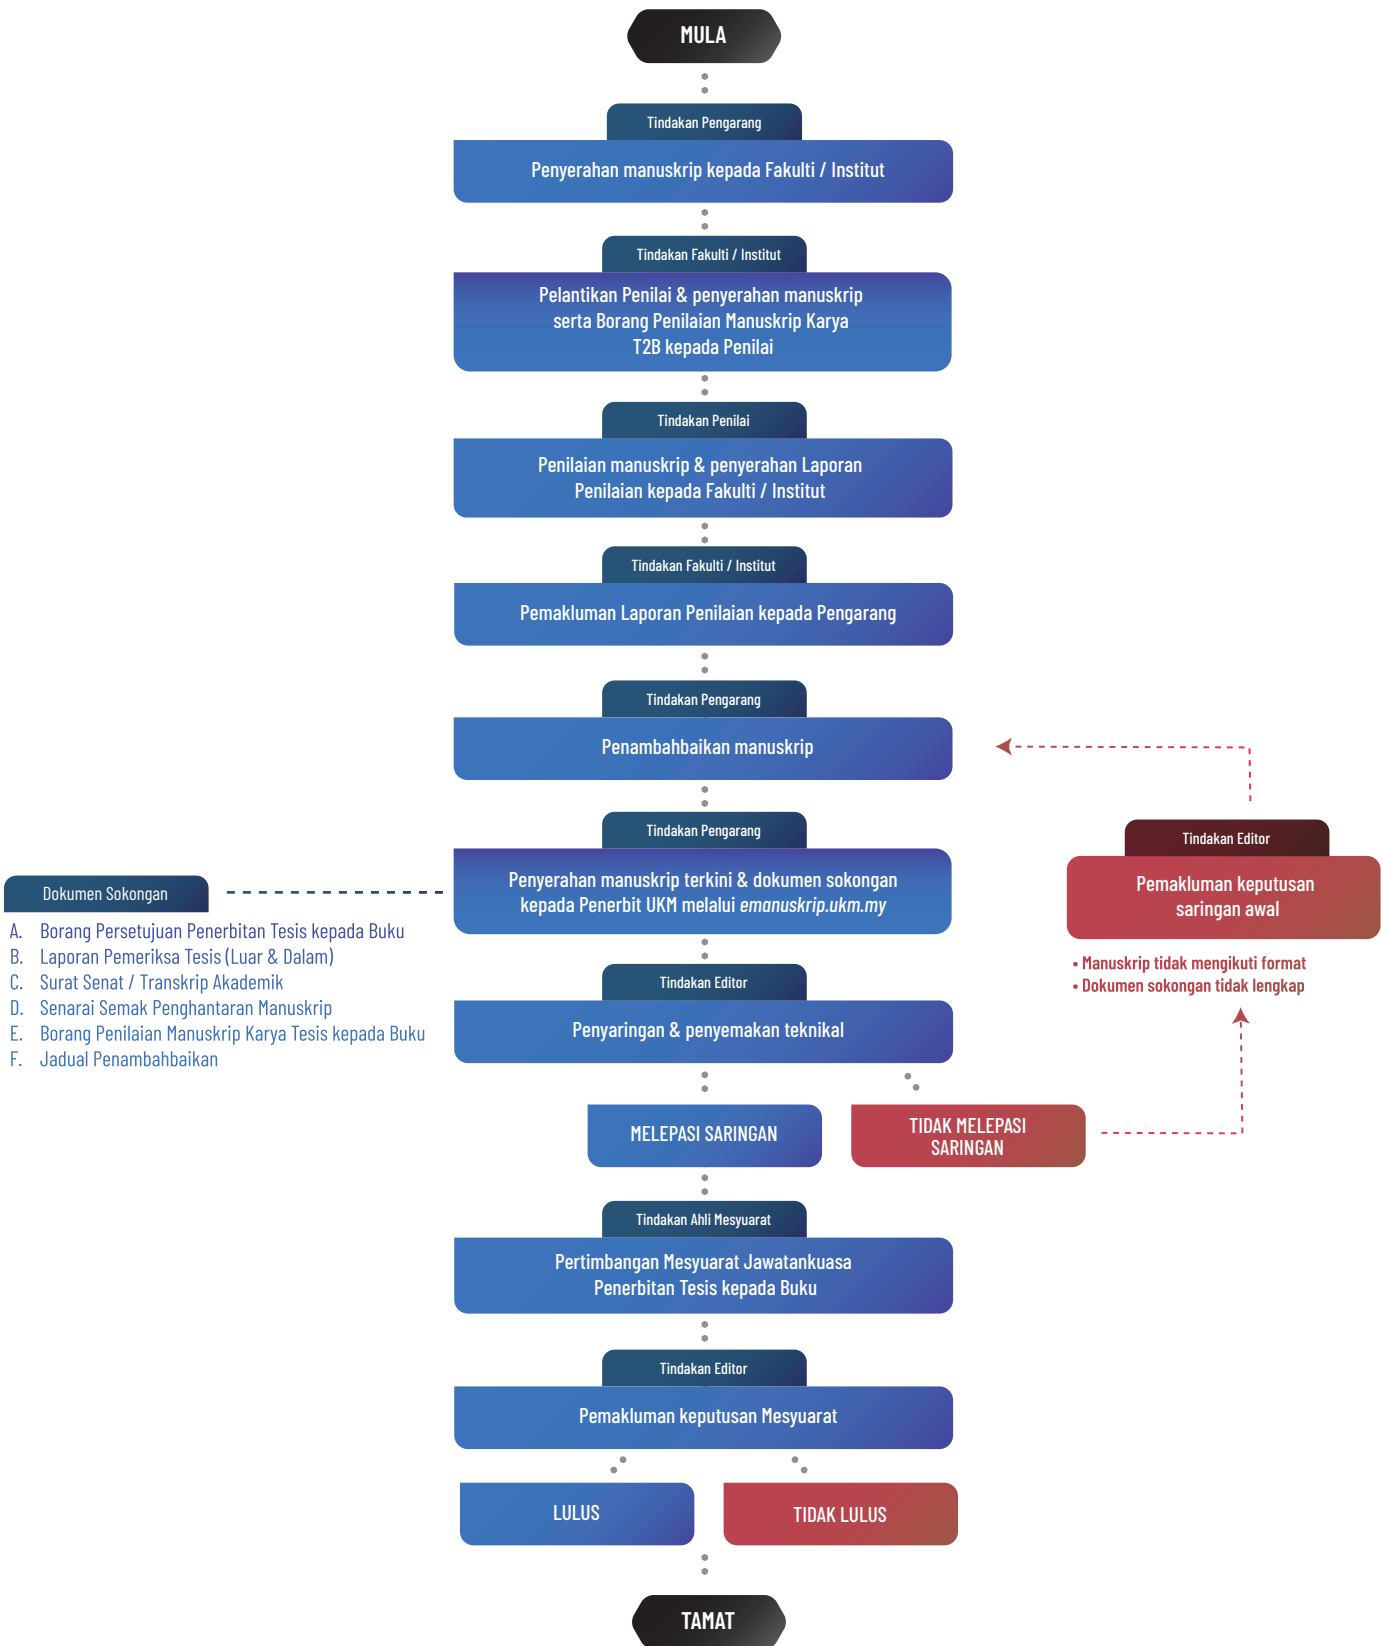 MULA
Tindakan Pengarang
Penyerahan manuskrip kepada Fakulti / Institut
Tindakan Fakulti / Institut
Pelantikan Penilai & penyerahan manuskrip
serta Borang Penilaian Manuskrip Karya
T2B kepada Penilai
Tindakan Penilai
Penilaian manuskrip & penyerahan Laporan
Penilaian kepada Fakulti / Institut
Tindakan Fakulti / Institut
Pemakluman Laporan Penilaian kepada Pengarang
Tindakan Pengarang
Penambahbaikan manuskrip
Tindakan Pengarang
Penyerahan manuskrip terkini & dokumen sokongan
kepada Penerbit UKM melalui emanuskrip.ukm.my
Dokumen Sokongan
A. Borang Persetujuan Penerbitan Tesis kepada Buku
B. Laporan Pemeriksa Tesis (Luar & Dalam)
C. Surat Senat / Transkrip Akademik
D. Senarai Semak Penghantaran Manuskrip
E. Borang Penilaian Manuskrip Karya Tesis kepada Buku
F. Jadual Penambahbaikan
Tindakan Editor
Penyaringan & penyemakan teknikal
MELEPASI SARINGAN
TIDAK MELEPASI
SARINGAN
Tindakan Editor
Pemakluman keputusan
saringan awal
• Manuskrip tidak mengikuti format
• Dokumen sokongan tidak lengkap
Tindakan Ahli Mesyuarat
Pertimbangan Mesyuarat Jawatankuasa
Penerbitan Tesis kepada Buku
Tindakan Editor
Pemakluman keputusan Mesyuarat
LULUS
TIDAK LULUS
TAMAT